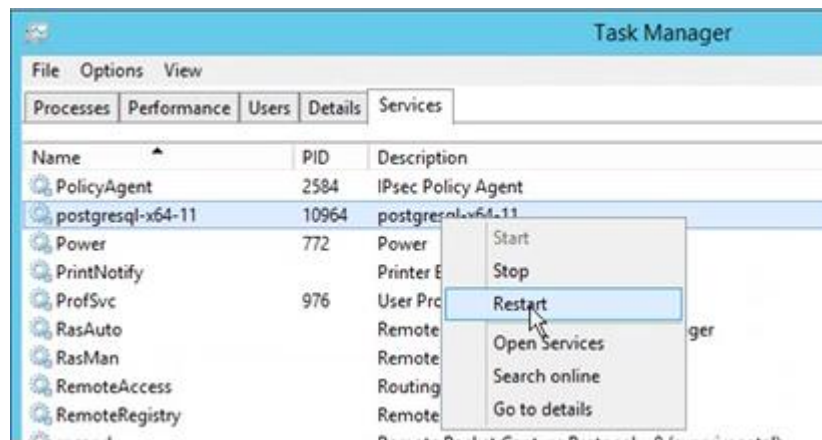 Task Manager
File Options View
Processes Performance Users Details Services
Name PID Description
PolicyAgent 2584 IPsec Policy Agent
postgresql-x64-11 10964 postgresql-x64-11
Power 772 Power
PrintNotify Printer E
ProfSvc 976 User Pro
RasAuto Remote ger
RasMan Remote
RemoteAccess Routing
RemoteRegistry Remote
Start
Stop
Restart
Open Services
Search online
Go to details